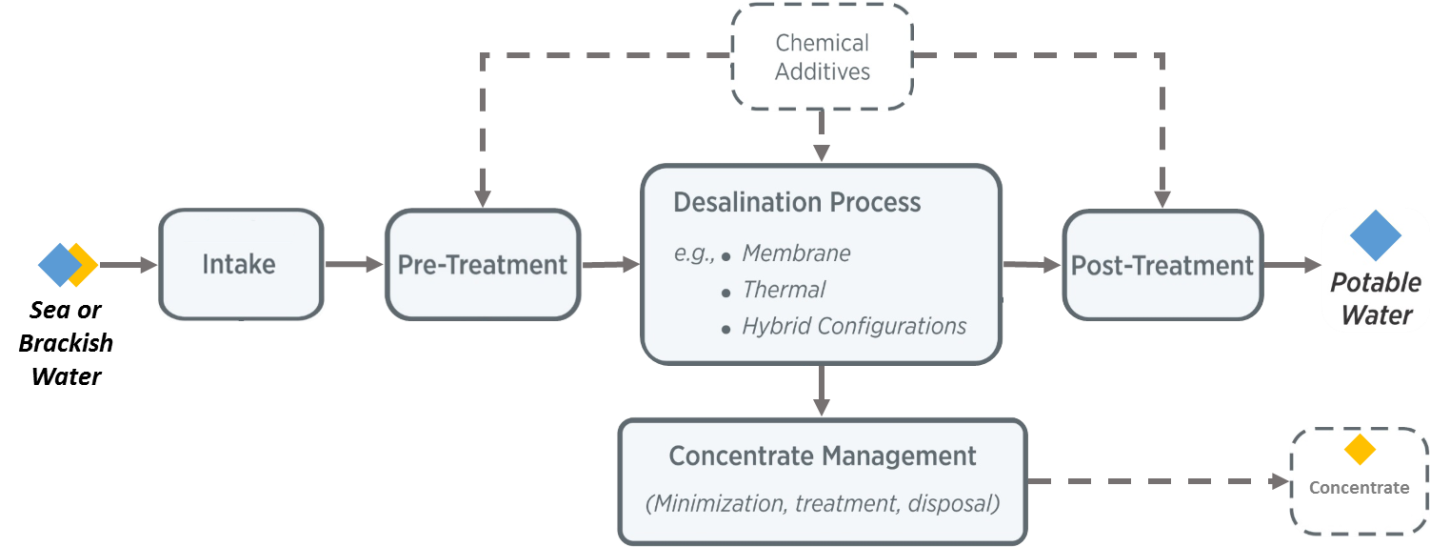 Chemical
Additives
Desalination Process
Intake
Pre-Treatment
e.g., • Membrane
• Thermal
• Hybrid Configurations
Post-Treatment
Sea or
Brackish
Water
Potable
Water
Concentrate Management
(Minimization, treatment, disposal)
Concentrate